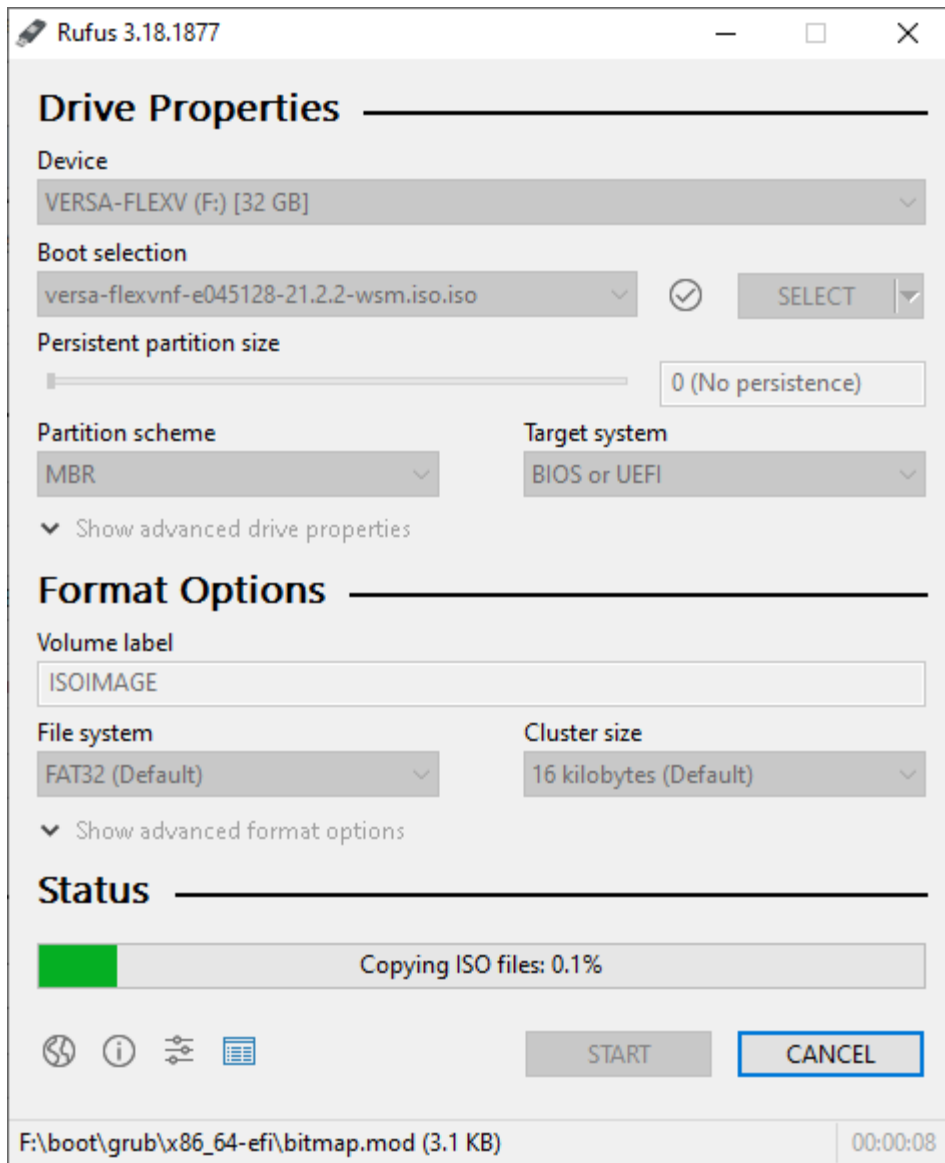 Rufus 3.18.1877
Drive Properties
Device
VERSA-FLEXV (F:) [32 GB]
Boot selection
versa-flexvnf-e045128-21.2.2-wsm.iso.iso
SELECT
Persistent partition size
0 (No persistence)
Partition scheme
Target system
MBR
BIOS or UEFI
Show advanced drive properties
Format Options
Volume label
ISOIMAGE
File system
Cluster size
FAT32 (Default)
16 kilobytes (Default)
Show advanced format options
Status
Copying ISO files: 0.1%
START
CANCEL
F:\boot\grub\x86_64-efi\bitmap.mod (3.1 KB)
00:00:08